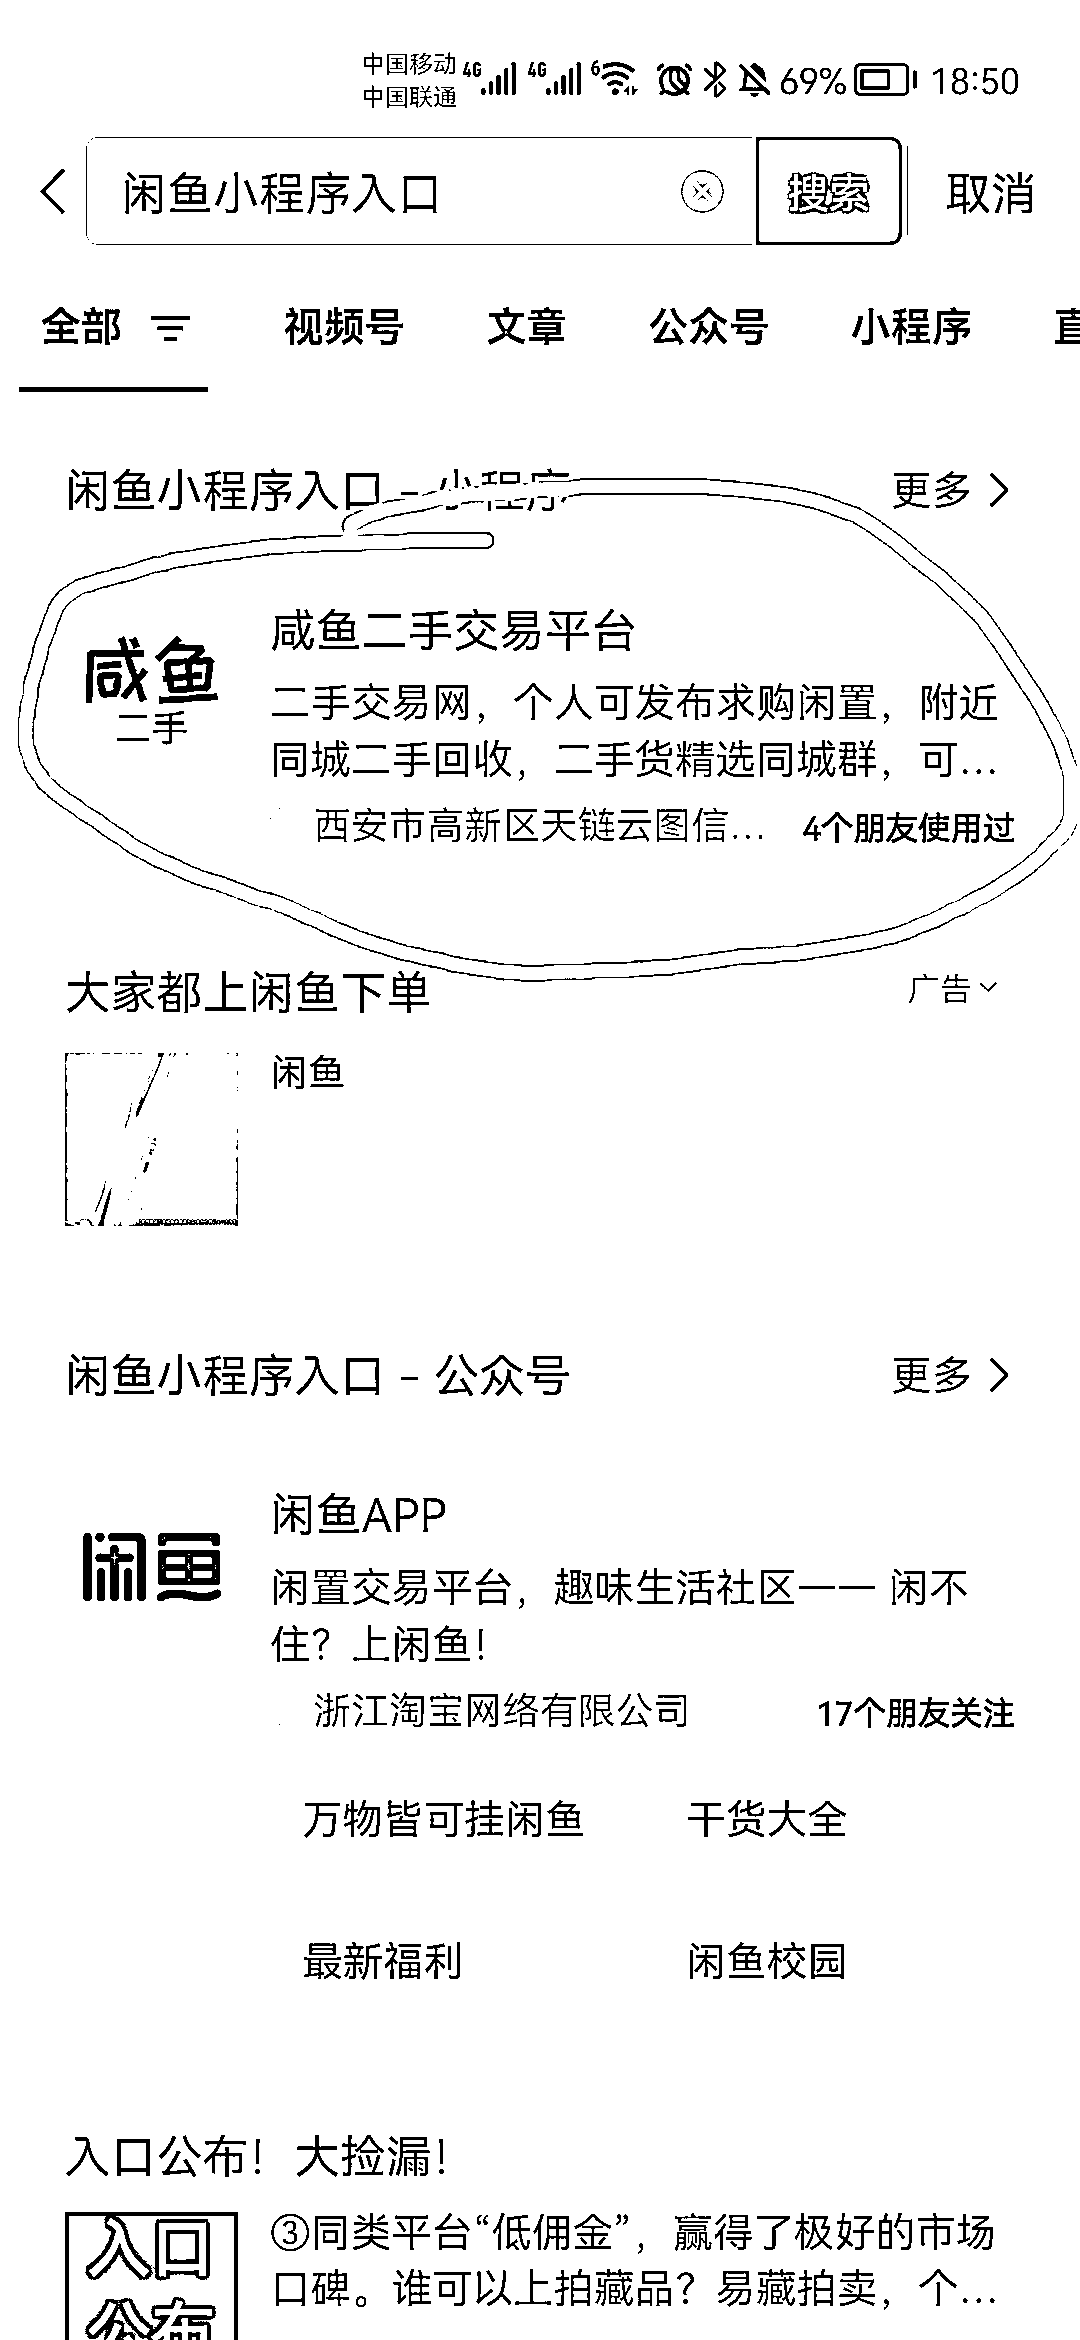 中国移动 4G 4G 6 69% 18:50
中国联通
闲鱼小程序入口 搜索 取消
全部 视频号 文章 公众号 小程序
闲鱼小程序入口 - 小程序 更多
咸鱼二手交易平台
咸鱼
二手
二手交易网，个人可发布求购闲置，附近
同城二手回收，二手货精选同城群，可...
西安市高新区天链云图信... 4个朋友使用过
大家都上闲鱼下单 广告
闲鱼
闲鱼小程序入口 - 公众号 更多
闲鱼APP
闲鱼
闲置交易平台，趣味生活社区一一 闲不
住？上闲鱼！
浙江淘宝网络有限公司 17个朋友关注
万物皆可挂闲鱼 干货大全
最新福利 闲鱼校园
入口公布！大捡漏！
入口
公布
③同类平台“低佣金”，赢得了极好的市场
口碑。谁可以上拍藏品？易藏拍卖，个...